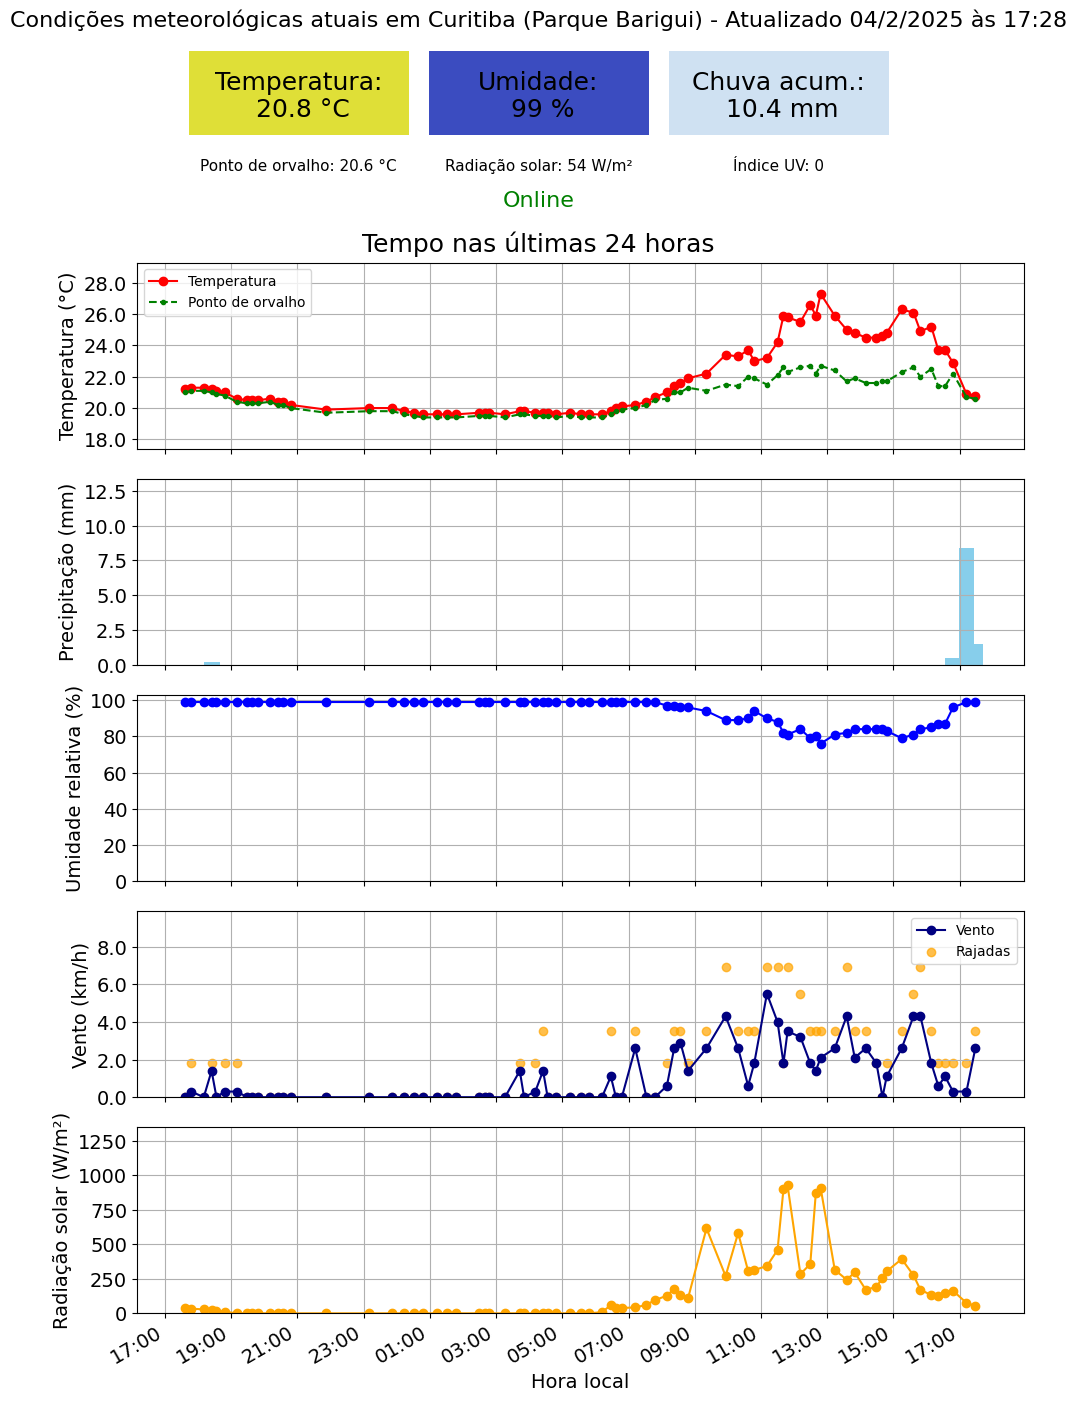 Condições meteorológicas atuais em Curitiba (Parque Barigui) - Atualizado 04/2/2025 às 17:28
Temperatura:
20.8 °C
Umidade:
99 %
Chuva acum.:
10.4 mm
Ponto de orvalho: 20.6 °C
Radiação solar: 54 W/m²
Índice UV: 0
Online
Tempo nas últimas 24 horas
Temperatura (°C)
28.0
26.0
24.0
22.0
20.0
18.0
Temperatura
Ponto de orvalho
Precipitação (mm)
12.5
10.0
7.5
5.0
2.5
0.0
Umidade relativa (%)
100
80
60
40
20
0
Vento (km/h)
8.0
6.0
4.0
2.0
0.0
Vento
Rajadas
Radiação solar (W/m²)
1250
1000
750
500
250
0
17:00
19:00
21:00
23:00
01:00
03:00
05:00
07:00
09:00
11:00
13:00
15:00
17:00
Hora local